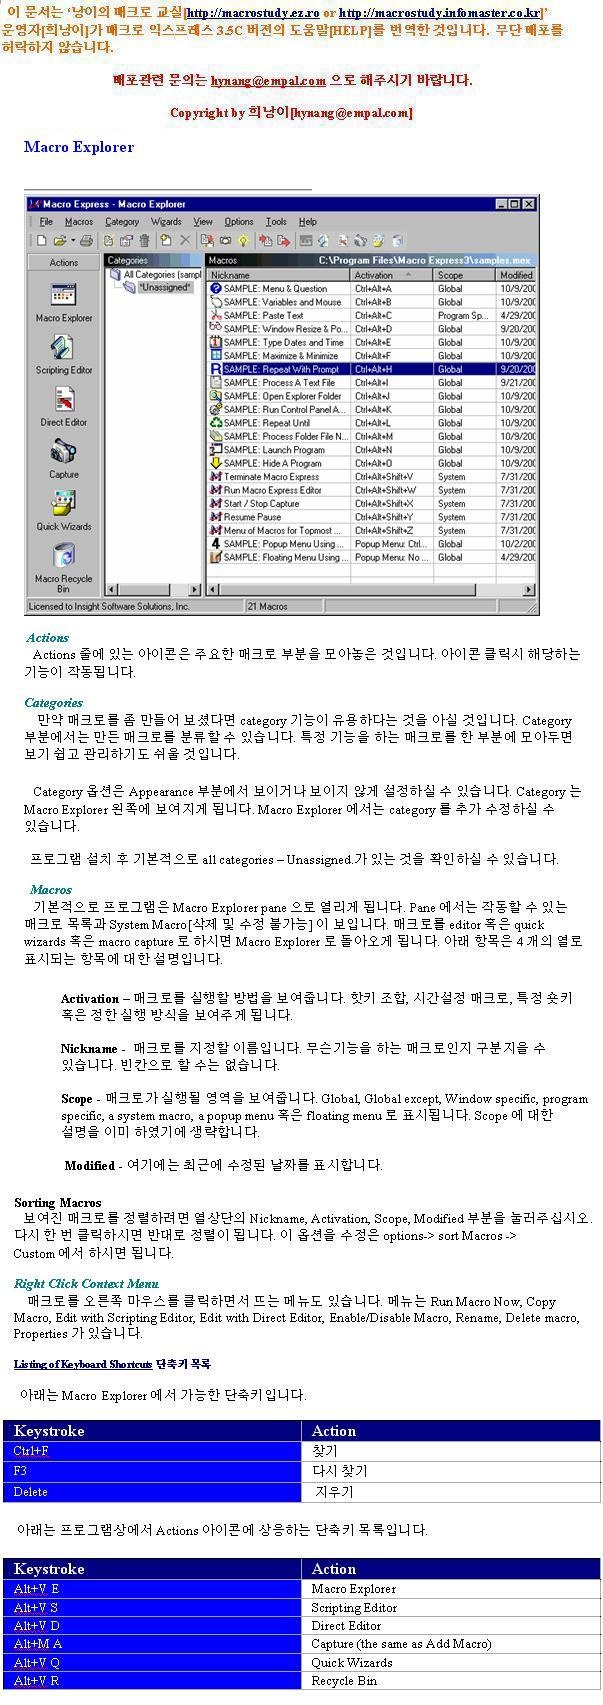 이 문서는 ‘낭이의 매크로 교실[http://macrostudy.ez.ro or http://macrostudy.infomaster.co.kr]’
운영자[희낭이]가 매크로 익스프레스 3.5C 버전의 도움말[HELP]를 번역한 것입니다. 무단 배포를
허락하지 않습니다.
배포관련 문의는 hynang@empal.com 으로 해주시기 바랍니다.
Copyright by 희낭이[hynang@empal.com]
Macro Explorer
Macro Express - Macro Explorer
File Macros Category Wizards View Options Tools Help
Actions
Macro Explorer
Scripting Editor
Direct Editor
Capture
Quick Wizards
Macro Recycle
Bin
Categories
All Categories (sampl
"Unassigned"
Macros C:\Program Files\Macro Express3\samples.mex
Nickname Activation Scope Modified
SAMPLE: Menu & Question Ctrl+Alt+A Global 10/9/200
SAMPLE: Variables and Mouse Ctrl+Alt+B Global 10/9/200
SAMPLE: Paste Text Ctrl+Alt+C Program Sp... 4/29/200
SAMPLE: Window Resize & Po... Ctrl+Alt+D Global 9/20/200
SAMPLE: Type Dates and Time Ctrl+Alt+E Global 10/9/200
SAMPLE: Maximize & Minimize Ctrl+Alt+F Global 10/9/200
SAMPLE: Repeat With Prompt Ctrl+Alt+H Global 9/20/200
SAMPLE: Process A Text File Ctrl+Alt+I Global 9/21/200
SAMPLE: Open Explorer Folder Ctrl+Alt+J Global 10/9/200
SAMPLE: Run Control Panel A... Ctrl+Alt+K Global 10/9/200
SAMPLE: Repeat Until Ctrl+Alt+L Global 10/9/200
SAMPLE: Process Folder File N... Ctrl+Alt+M Global 10/9/200
SAMPLE: Launch Program Ctrl+Alt+N Global 10/9/200
SAMPLE: Hide A Program Ctrl+Alt+O Global 10/9/200
Terminate Macro Express Ctrl+Alt+Shift+V System 7/31/200
Run Macro Express Editor Ctrl+Alt+Shift+W System 7/31/200
Start / Stop Capture Ctrl+Alt+Shift+X System 7/31/200
Resume Pause Ctrl+Alt+Shift+Y System 7/31/200
Menu of Macros for Topmost ... Ctrl+Alt+Shift+Z System 7/31/200
SAMPLE: Popup Menu Using ... Popup Menu: Ctrl... Global 10/2/200
SAMPLE: Floating Menu Using ... Popup Menu: No ... Global 4/29/200
Licensed to Insight Software Solutions, Inc. 21 Macros
Actions
Actions 줄에 있는 아이콘은 주요한 매크로 부분을 모아놓은 것입니다. 아이콘 클릭시 해당하는
기능이 작동됩니다.
Categories
만약 매크로를 좀 만들어 보셨다면 category 기능이 유용하다는 것을 아실 것입니다. Category
부분에서는 만든 매크로를 분류할 수 있습니다. 특정 기능을 하는 매크로를 한 부분에 모아두면
보기 쉽고 관리하기도 쉬울 것입니다.
Category 옵션은 Appearance 부분에서 보이거나 보이지 않게 설정하실 수 있습니다. Category 는
Macro Explorer 왼쪽에 보여지게 됩니다. Macro Explorer 에서는 category 를 추가 수정하실 수
있습니다.
프로그램 설치 후 기본적으로 all categories – Unassigned.가 있는 것을 확인하실 수 있습니다.
Macros
기본적으로 프로그램은 Macro Explorer pane 으로 열리게 됩니다. Pane 에서는 작동할 수 있는
매크로 목록과 System Macro[삭제 및 수정 불가능] 이 보입니다. 매크로를 editor 혹은 quick
wizards 혹은 macro capture 로 하시면 Macro Explorer 로 돌아오게 됩니다. 아래 항목은 4 개의 열로
표시되는 항목에 대한 설명입니다.
Activation – 매크로를 실행할 방법을 보여줍니다. 핫키 조합, 시간설정 매크로, 특정 숏키
혹은 정한 실행 방식을 보여주게 됩니다.
Nickname - 매크로를 지정할 이름입니다. 무슨기능을 하는 매크로인지 구분지을 수
있습니다. 빈칸으로 할 수는 없습니다.
Scope - 매크로가 실행될 영역을 보여줍니다. Global, Global except, Window specific, program
specific, a system macro, a popup menu 혹은 floating menu 로 표시됩니다. Scope 에 대한
설명을 이미 하였기에 생략합니다.
Modified - 여기에는 최근에 수정된 날짜를 표시합니다.
Sorting Macros
보여진 매크로를 정렬하려면 열상단의 Nickname, Activation, Scope, Modified 부분을 눌러주십시오.
다시 한 번 클릭하시면 반대로 정렬이 됩니다. 이 옵션을 수정은 options-> sort Macros ->
Custom 에서 하시면 됩니다.
Right Click Context Menu
매크로를 오른쪽 마우스를 클릭하면서 뜨는 메뉴도 있습니다. 메뉴는 Run Macro Now, Copy
Macro, Edit with Scripting Editor, Edit with Direct Editor, Enable/Disable Macro, Rename, Delete macro,
Properties 가 있습니다.
Listing of Keyboard Shortcuts 단축키 목록
아래는 Macro Explorer 에서 가능한 단축키입니다.
Keystroke Action
Ctrl+F 찾기
F3 다시 찾기
Delete 지우기
아래는 프로그램상에서 Actions 아이콘에 상응하는 단축키 목록입니다.
Keystroke Action
Alt+V E Macro Explorer
Alt+V S Scripting Editor
Alt+V D Direct Editor
Alt+M A Capture (the same as Add Macro)
Alt+V Q Quick Wizards
Alt+V R Recycle Bin